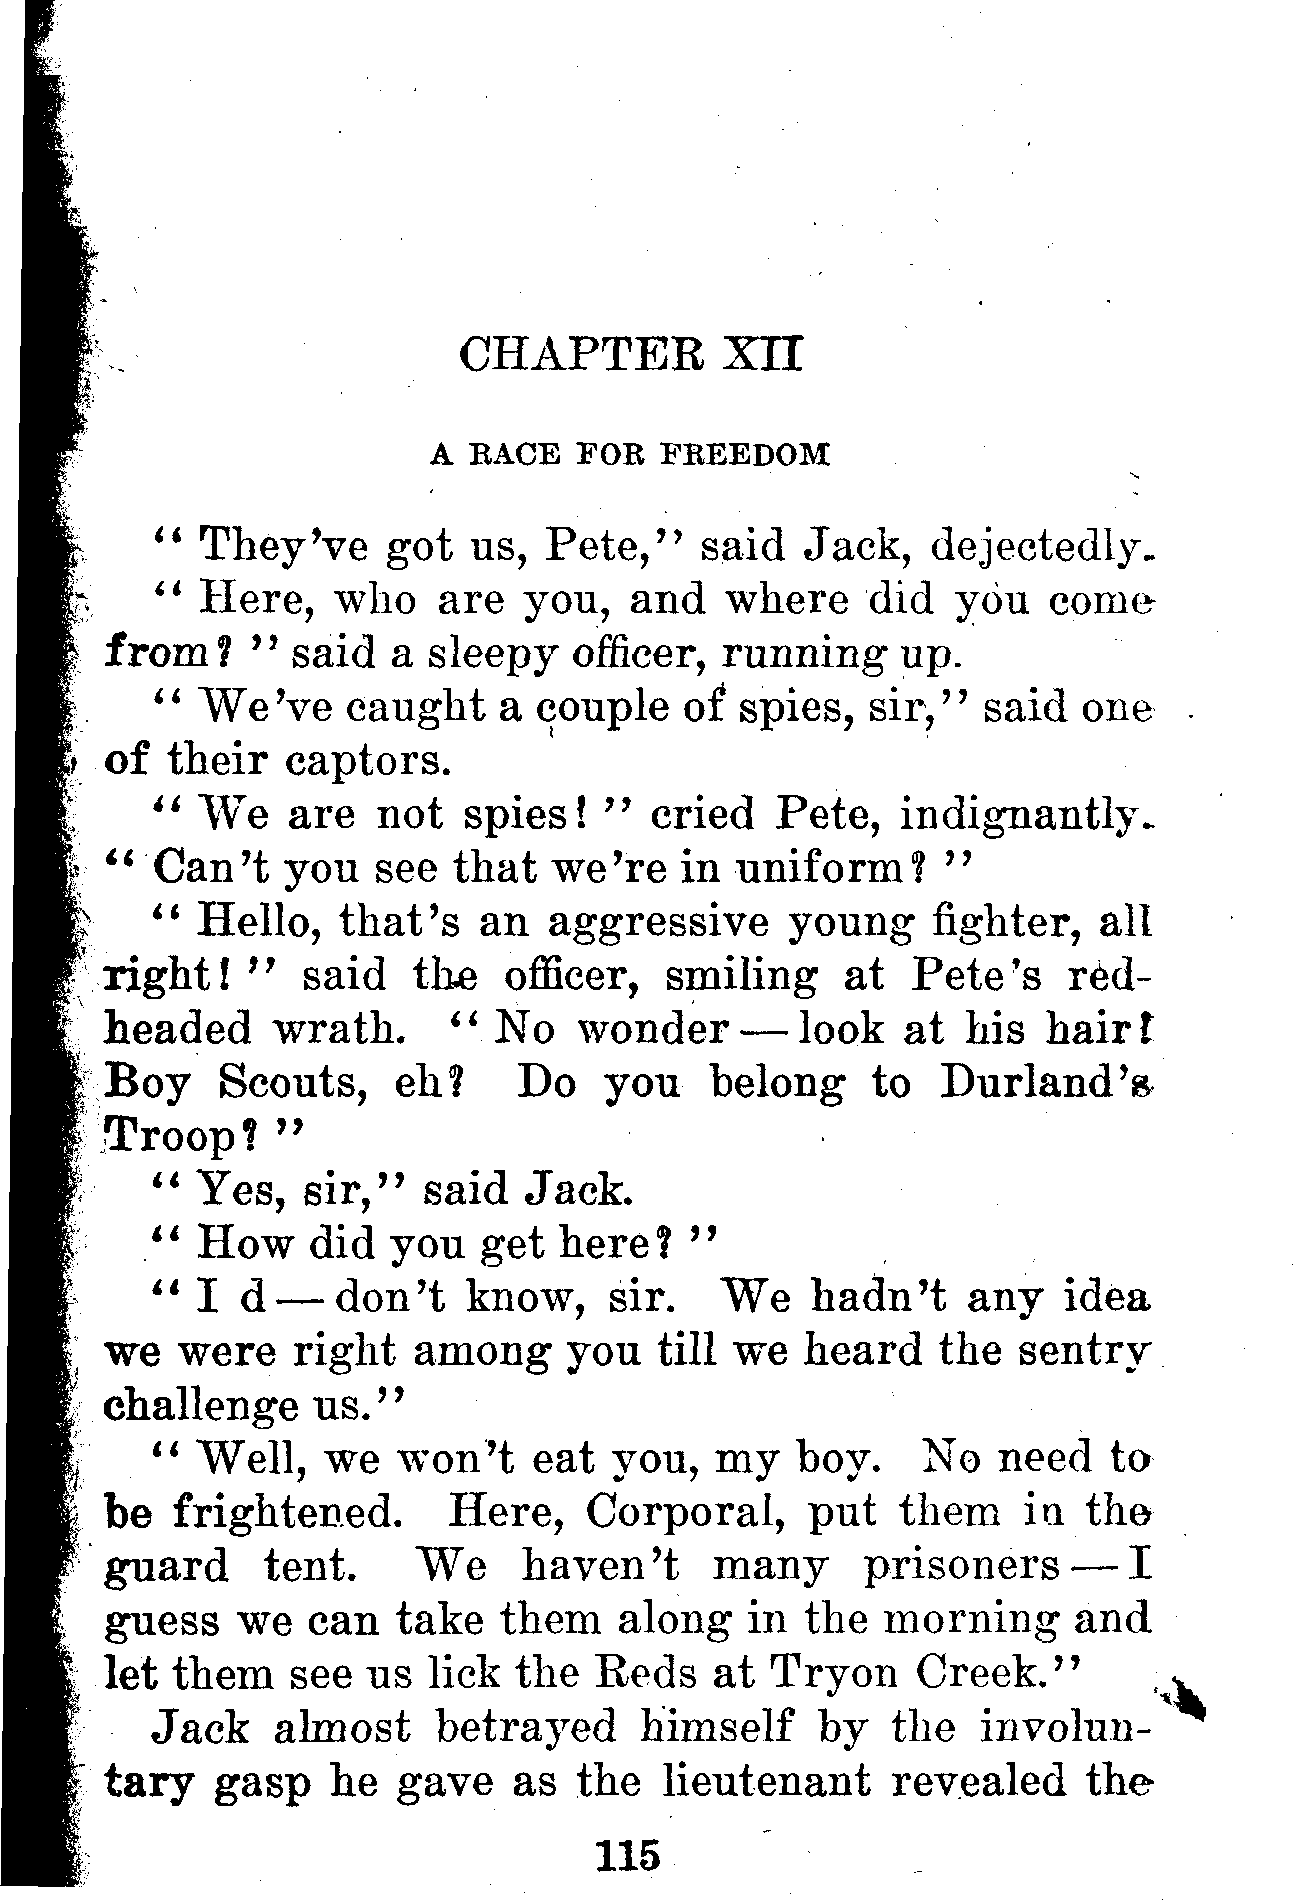 CHAPTER XII
A RACE FOR FREEDOM
“ They’ve got us, Pete,” said Jack, dejectedly.
“ Here, who are you, and where did you come
from? ” said a sleepy officer, running up.
“ We’ve caught a couple of spies, sir,” said one
of their captors.
“ We are not spies! ” cried Pete, indignantly.
“ Can’t you see that we’re in uniform? ”
“ Hello, that’s an aggressive young fighter, all
right! ” said the officer, smiling at Pete’s red-
headed wrath. “ No wonder — look at his hair!
Boy Scouts, eh? Do you belong to Durland’s
Troop? ”
“ Yes, sir,” said Jack.
“ How did you get here? ”
“ I d — don’t know, sir. We hadn’t any idea
we were right among you till we heard the sentry
challenge us.”
“ Well, we won’t eat you, my boy. No need to
be frightened. Here, Corporal, put them in the
guard tent. We haven’t many prisoners — I
guess we can take them along in the morning and
let them see us lick the Reds at Tryon Creek.”
Jack almost betrayed himself by the involun-
tary gasp he gave as the lieutenant revealed the
115